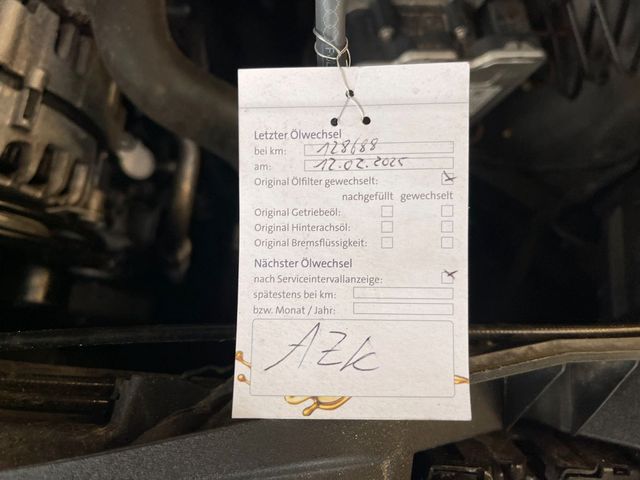 Letzter Ölwechsel
bei km: 128688
am: 12.02.2025
Original Ölfilter gewechselt: x
nachgefüllt gewechselt
Original Getriebeöl:
Original Hinterachsöl:
Original Bremsflüssigkeit:
Nächster Ölwechsel
nach Serviceintervallanzeige: x
spätestens bei km:
bzw. Monat / Jahr:
AZK